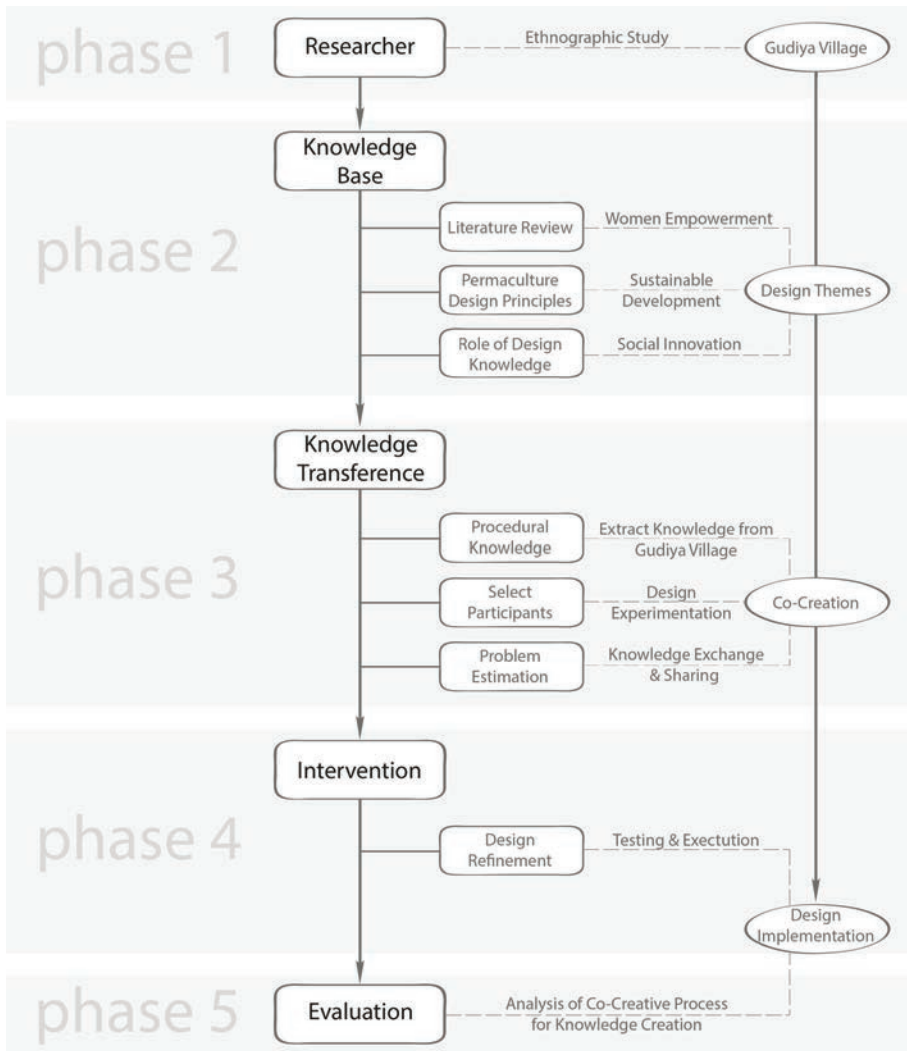 phase 1
Researcher
Ethnographic Study
Gudiya Village
phase 2
Knowledge
Base
Literature Review
Women Empowerment
Permaculture
Design Principles
Sustainable
Development
Design Themes
Role of Design
Knowledge
Social Innovation
phase 3
Knowledge
Transference
Procedural
Knowledge
Extract Knowledge from
Gudiya Village
Select
Participants
Design
Experimentation
Co-Creation
Problem
Estimation
Knowledge Exchange
& Sharing
phase 4
Intervention
Design
Refinement
Testing & Exectution
Design
Implementation
phase 5
Evaluation
Analysis of Co-Creative Process
for Knowledge Creation